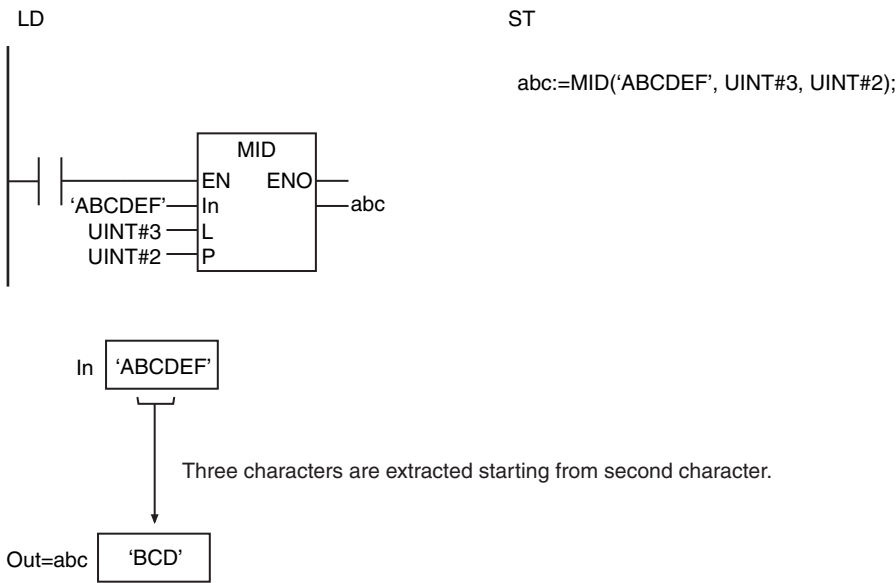 LD
ST
abc:=MID(‘ABCDEF’, UINT#3, UINT#2);
MID
EN ENO
‘ABCDEF’ In abc
UINT#3 L
UINT#2 P
In ‘ABCDEF’
Three characters are extracted starting from second character.
Out=abc ‘BCD’